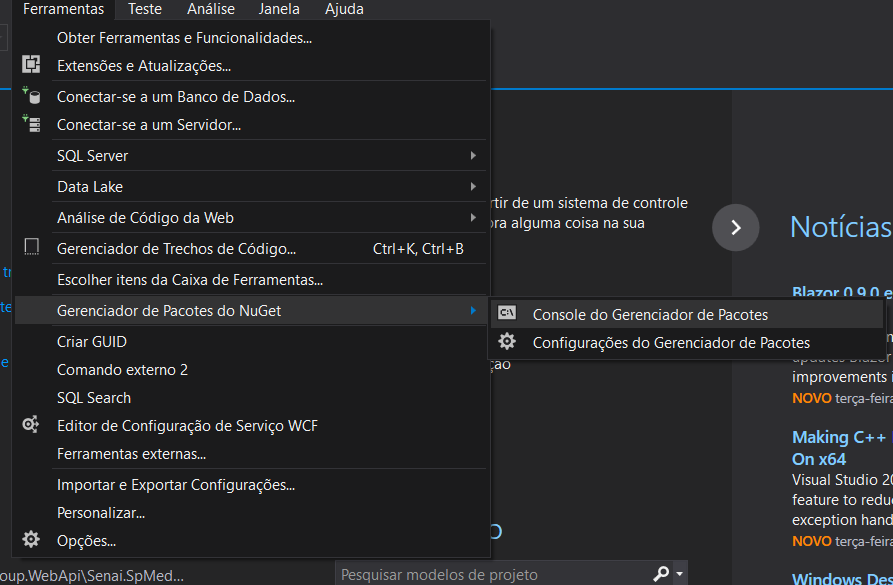 Ferramentas Teste Análise Janela Ajuda
Obter Ferramentas e Funcionalidades...
Extensões e Atualizações...
Conectar-se a um Banco de Dados...
Conectar-se a um Servidor...
SQL Server
Data Lake
Análise de Código da Web
Gerenciador de Trechos de Código... Ctrl+K, Ctrl+B
Escolher itens da Caixa de Ferramentas...
Gerenciador de Pacotes do NuGet
Criar GUID
Comando externo 2
SQL Search
Editor de Configuração de Serviço WCF
Ferramentas externas...
Importar e Exportar Configurações...
Personalizar...
Opções...
C:\
Console do Gerenciador de Pacotes
Configurações do Gerenciador de Pacotes
rtir de um sistema de controle
alguma coisa na sua
Notícias
Blazor 0.9.0 e
updates Blazor
improvements i
NOVO terça-feira
Making C++
On x64
Visual Studio 20
feature to redu
exception hand
NOVO terça-feira
Windows Des
oup.WebApi\Senai.SpMed...
Pesquisar modelos de projeto